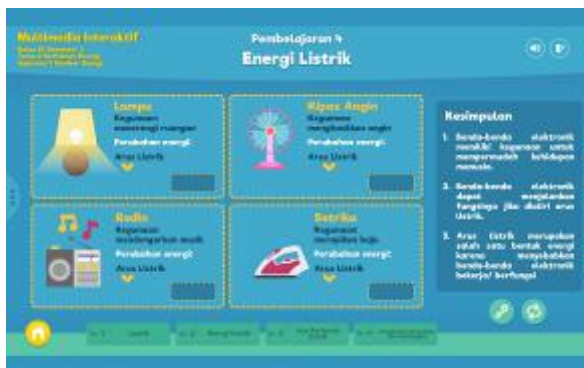 Multimedia Interaktif
Pembelajaran 4
Energi Listrik
Lampu
Kegunaan
menerangi ruangan
Perubahan energi:
Arus Listrik
Kipas Angin
Kegunaan
menghasilkan angin
Perubahan energi:
Arus Listrik
Radio
Kegunaan
mendengarkan musik
Perubahan energi:
Arus Listrik
Setrika
Kegunaan
merapikan baju
Perubahan energi:
Arus Listrik
Kesimpulan
1. Benda-benda elektronik
memiliki kegunaan untuk
mempermudah kehidupan
manusia.
2. Benda-benda elektronik
dapat menjalankan
fungsinya jika dialiri arus
listrik.
3. Arus listrik merupakan
salah satu bentuk energi
karena menyebabkan
benda-benda elektronik
bekerja/ berfungsi